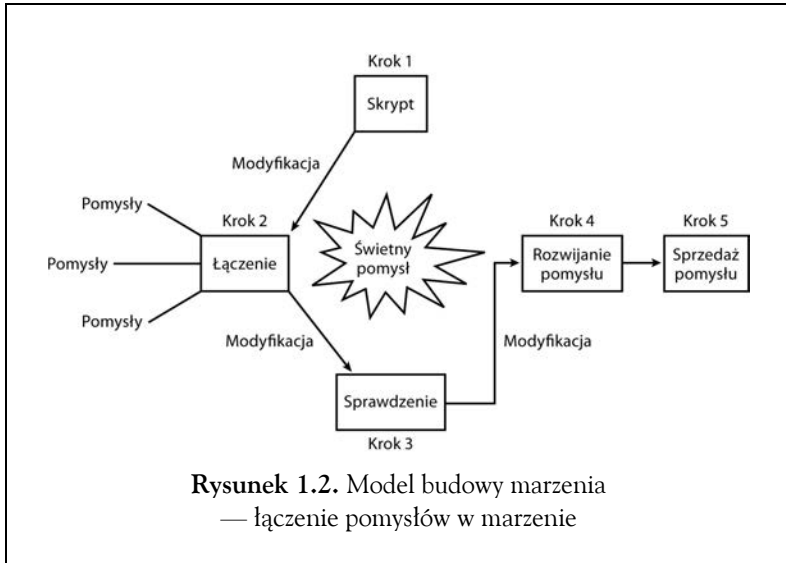 Krok 1
Skrypt
Modyfikacja
Pomysły
Krok 2
Pomysły
Łączenie
Pomysły
Świetny
pomysł
Krok 4
Rozwijanie
pomysłu
Krok 5
Sprzedaż
pomysłu
Modyfikacja
Modyfikacja
Sprawdzenie
Krok 3
Rysunek 1.2. Model budowy marzenia
— łączenie pomysłów w marzenie